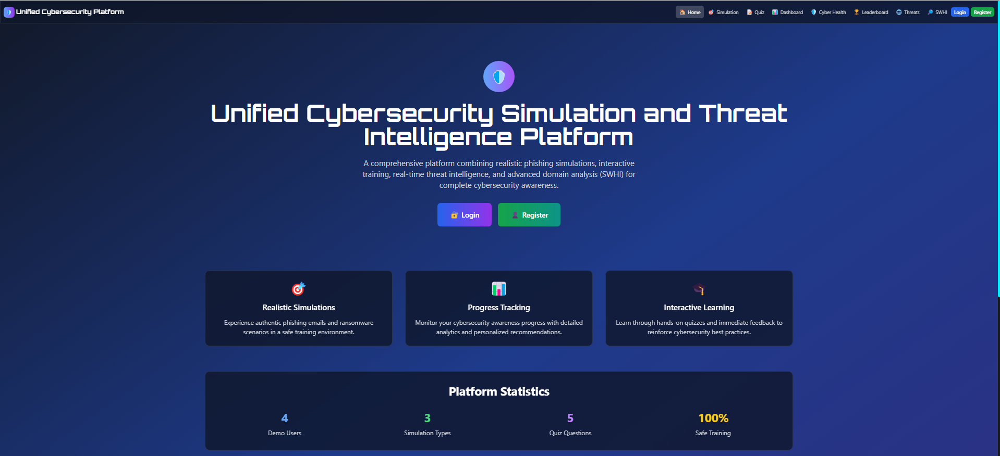 Unified Cybersecurity Platform
Home Simulation Quiz Dashboard Cyber Health Leaderboard Threats SWHI Login Register
Unified Cybersecurity Simulation and Threat
Intelligence Platform
A comprehensive platform combining realistic phishing simulations, interactive
training, real-time threat intelligence, and advanced domain analysis (SWHI) for
complete cybersecurity awareness.
Login Register
Realistic Simulations
Experience authentic phishing emails and ransomware
scenarios in a safe training environment.
Progress Tracking
Monitor your cybersecurity awareness progress with detailed
analytics and personalized recommendations.
Interactive Learning
Learn through hands-on quizzes and immediate feedback to
reinforce cybersecurity best practices.
Platform Statistics
4
Demo Users
3
Simulation Types
5
Quiz Questions
100%
Safe Training